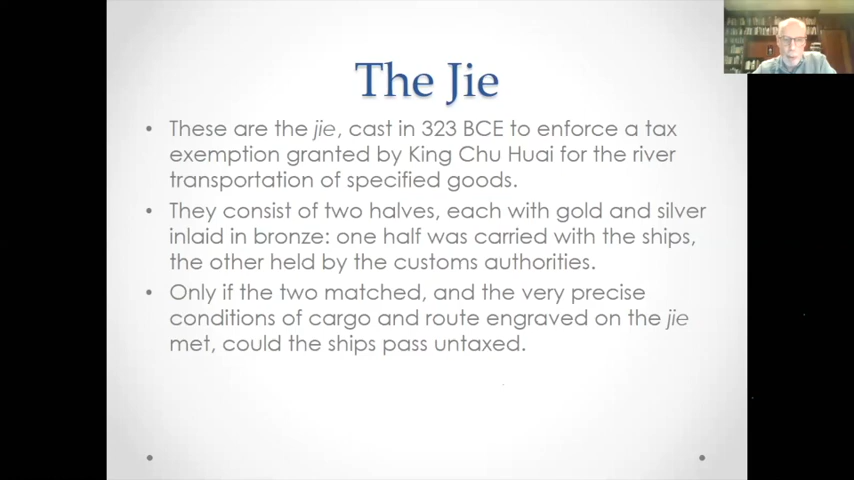 The Jie
• These are the jie, cast in 323 BCE to enforce a tax
exemption granted by King Chu Huai for the river
transportation of specified goods.
• They consist of two halves, each with gold and silver
inlaid in bronze: one half was carried with the ships,
the other held by the customs authorities.
• Only if the two matched, and the very precise
conditions of cargo and route engraved on the jie
met, could the ships pass untaxed.